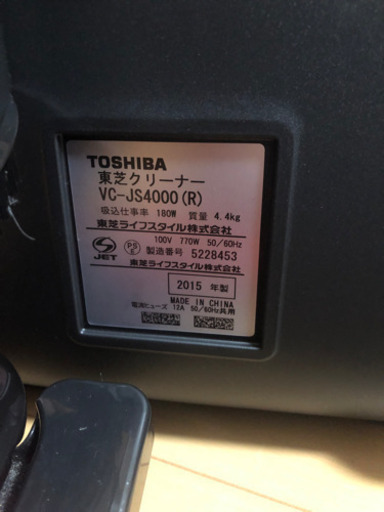 TOSHIBA
東芝クリーナー
VC-JS4000(R)
吸込仕事率 180W 質量 4.4kg
東芝ライフスタイル株式会社
100V 770W 50/60Hz
JET PS E 製造番号 5228453
東芝ライフスタイル株式会社
2015 年製
MADE IN CHINA
電流ヒューズ 12A 50/60Hz共用